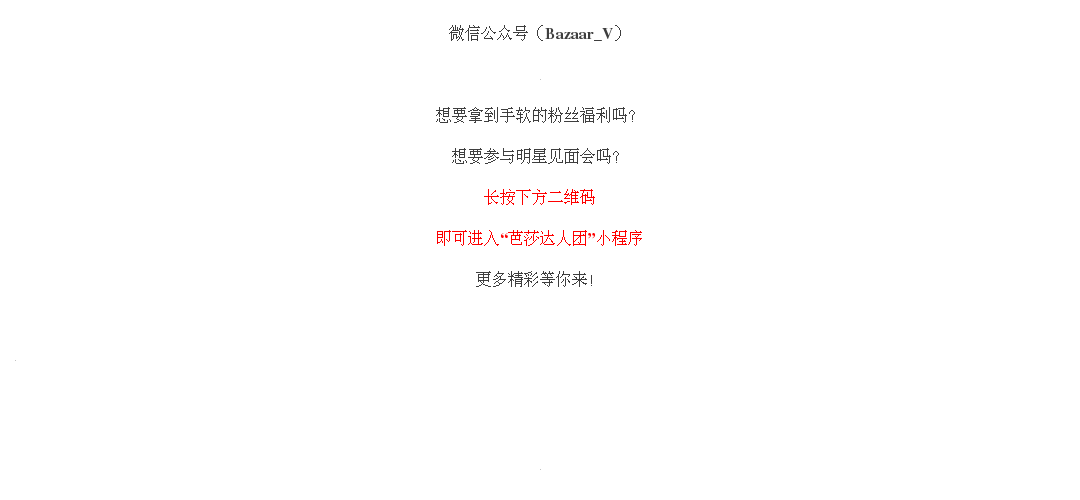 微信公众号（Bazaar_V）
想要拿到手软的粉丝福利吗?
想要参与明星见面会吗?
长按下方二维码
即可进入“芭莎达人团”小程序
更多精彩等你来!